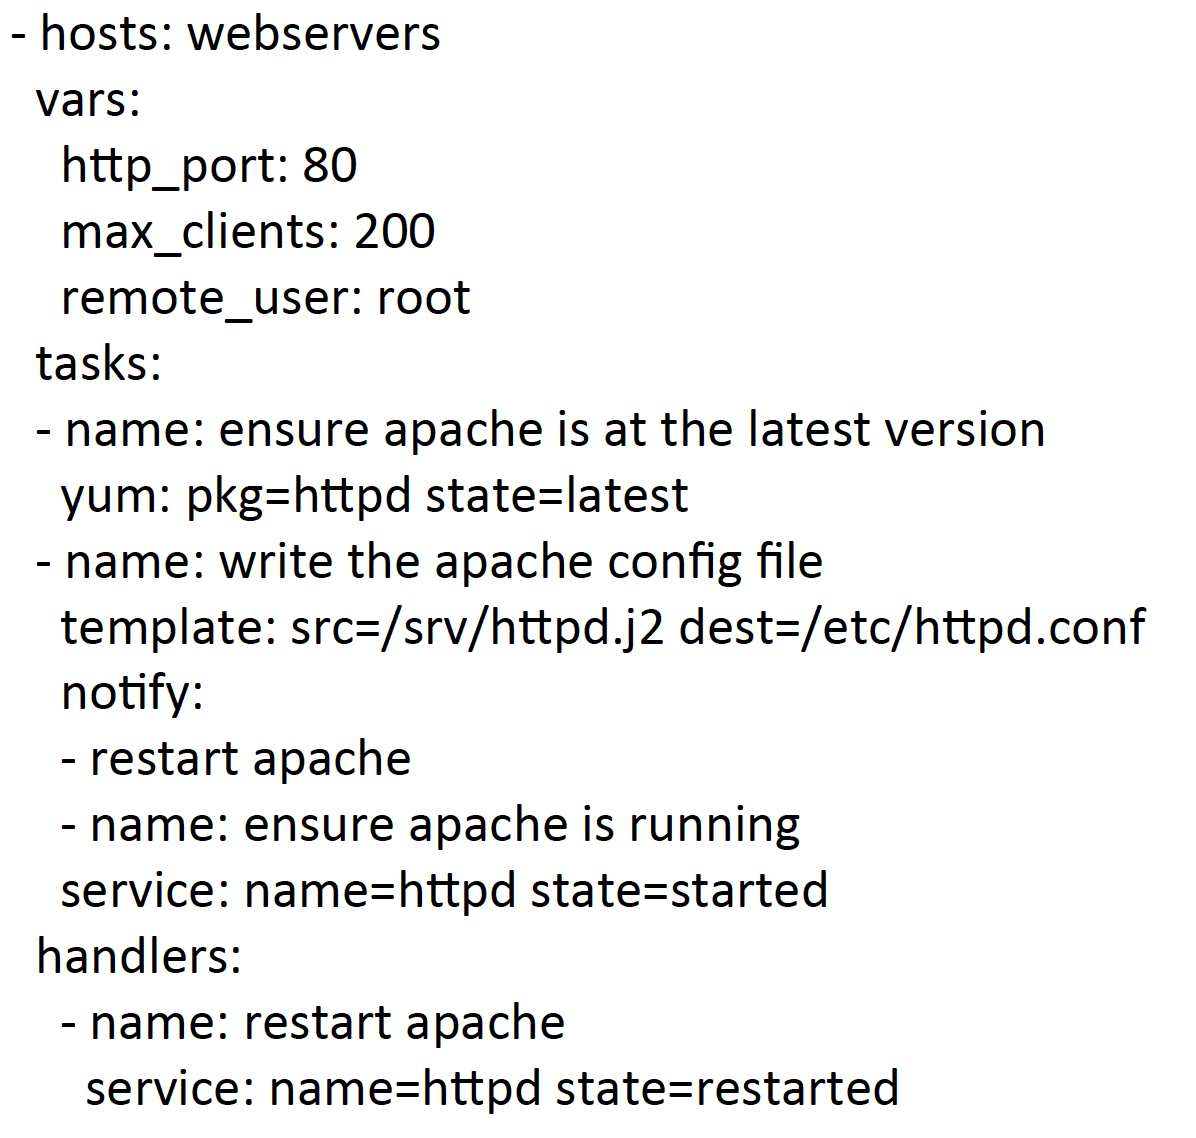 - hosts: webservers
  vars:
    http_port: 80
    max_clients: 200
    remote_user: root
  tasks:
  - name: ensure apache is at the latest version
    yum: pkg=httpd state=latest
  - name: write the apache config file
    template: src=/srv/httpd.j2 dest=/etc/httpd.conf
    notify:
    - restart apache
    - name: ensure apache is running
    service: name=httpd state=started
  handlers:
    - name: restart apache
      service: name=httpd state=restarted